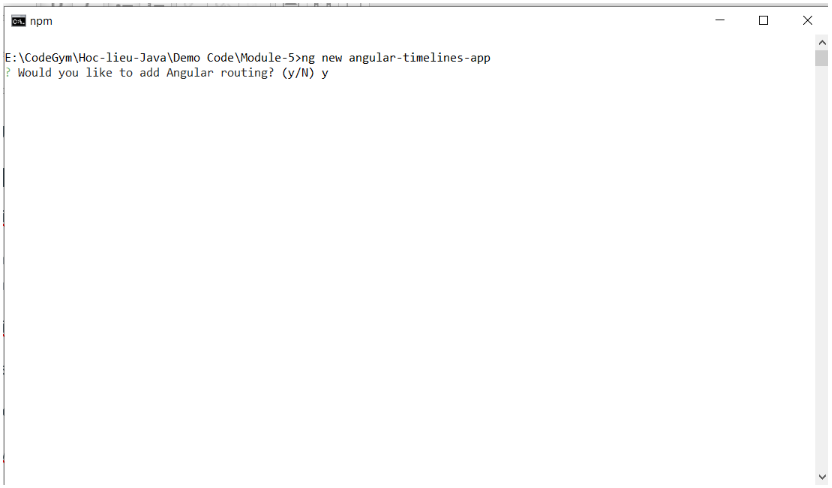 npm
E:\CodeGym\Hoc-lieu-Java\Demo Code\Module-5>ng new angular-timelines-app
? Would you like to add Angular routing? (y/N) y